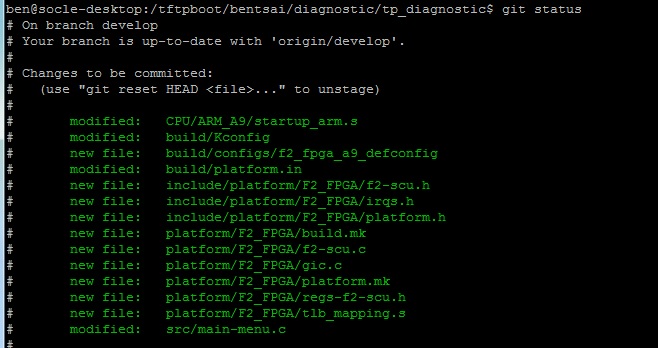 ben@socle-desktop:/tftpboot/bentsai/diagnostic/tp_diagnostic$ git status
# On branch develop
# Your branch is up-to-date with 'origin/develop'.
#
# Changes to be committed:
#   (use "git reset HEAD <file>..." to unstage)
#
#       modified:   CPU/ARM_A9/startup_arm.s
#       modified:   build/Kconfig
#       new file:   build/configs/f2_fpga_a9_defconfig
#       modified:   build/platform.in
#       new file:   include/platform/F2_FPGA/f2-scu.h
#       new file:   include/platform/F2_FPGA/irqs.h
#       new file:   include/platform/F2_FPGA/platform.h
#       new file:   platform/F2_FPGA/build.mk
#       new file:   platform/F2_FPGA/f2-scu.c
#       new file:   platform/F2_FPGA/gic.c
#       new file:   platform/F2_FPGA/platform.mk
#       new file:   platform/F2_FPGA/regs-f2-scu.h
#       new file:   platform/F2_FPGA/tlb_mapping.s
#       modified:   src/main-menu.c
#